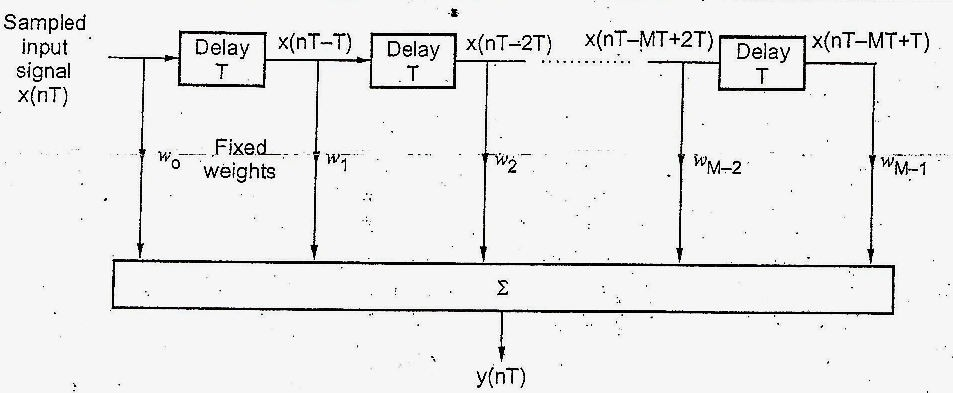 Sampled
input
signal
x(nT)
Delay
T
x(nT−T)
Delay
T
x(nT−2T)
x(nT−MT+2T)
Delay
T
x(nT−MT+T)
w0
Fixed
weights
w1
w2
wM−2
wM−1
Σ
y(nT)